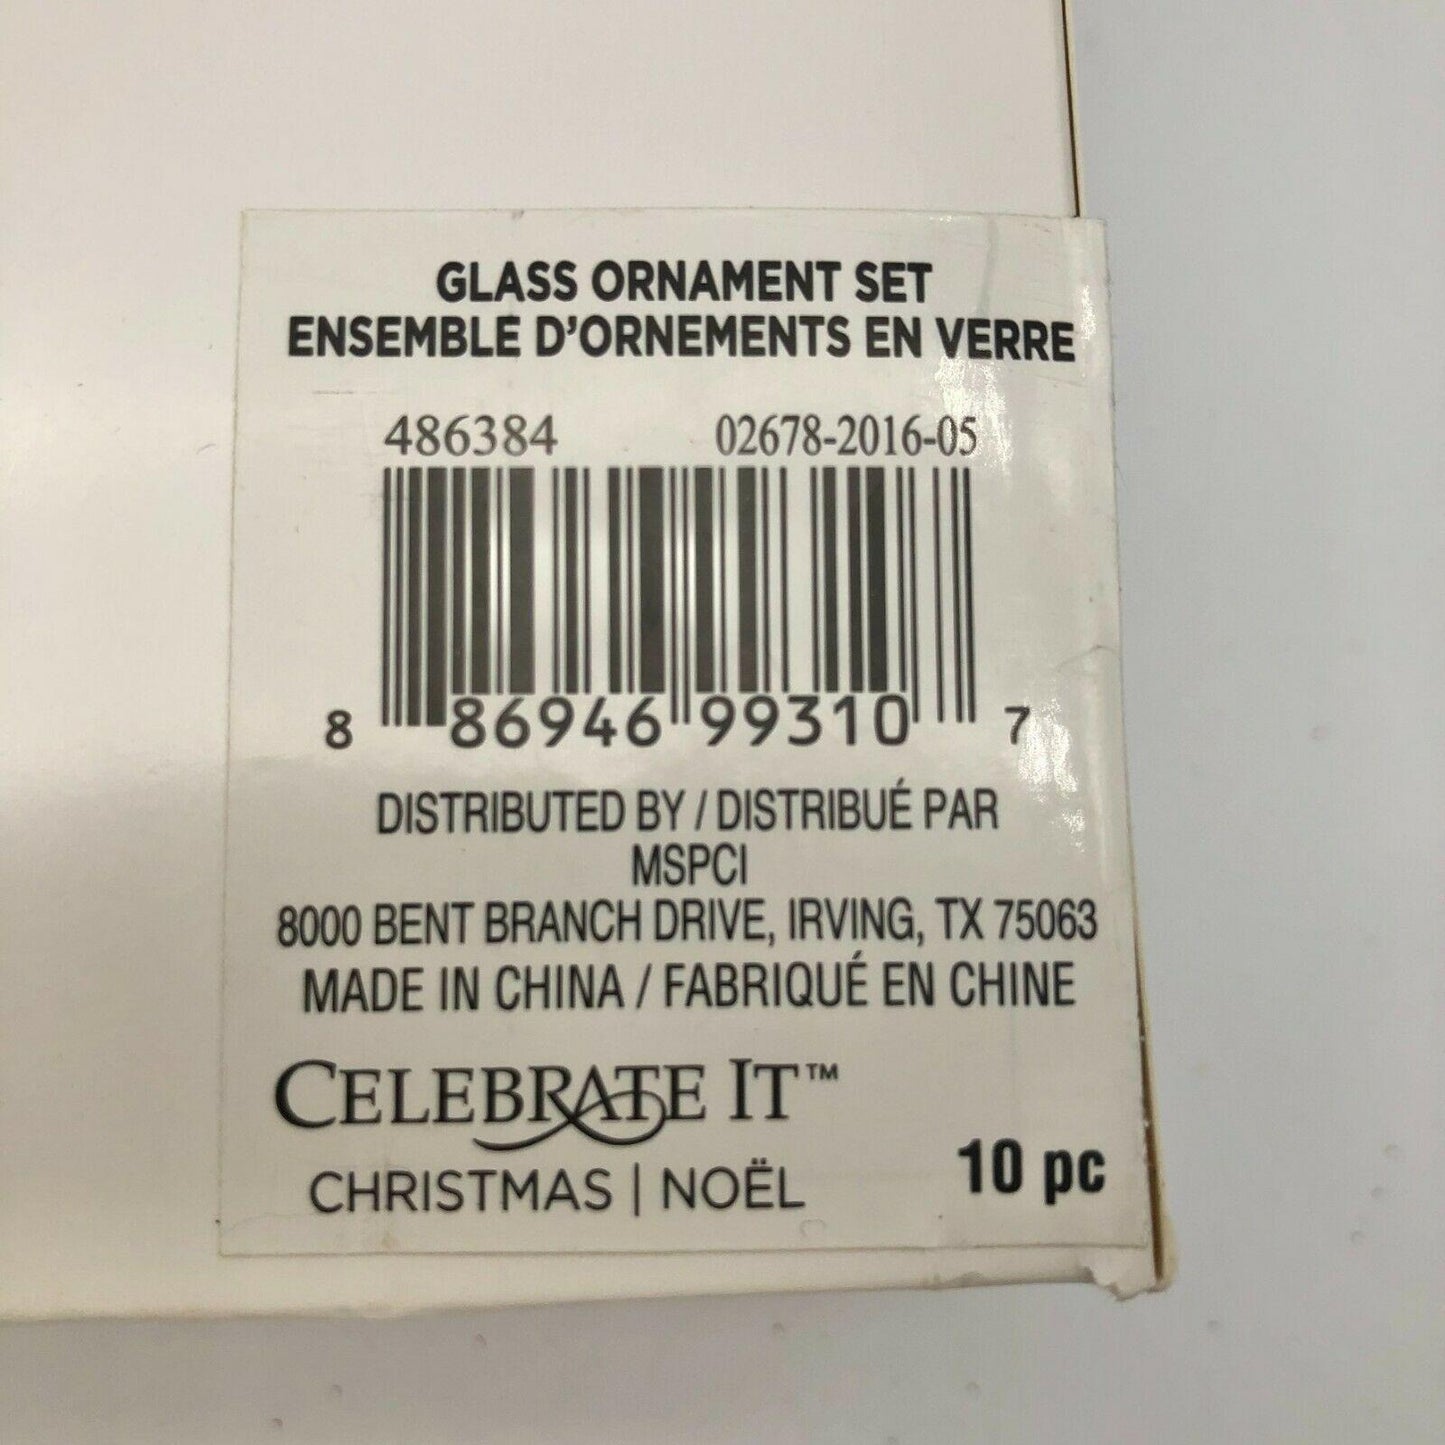 GLASS ORNAMENT SET
ENSEMBLE D'ORNEMENTS EN VERRE
486384 02678-2016-05
8 86946 99310 7
DISTRIBUTED BY / DISTRIBUÉ PAR
MSPCI
8000 BENT BRANCH DRIVE, IRVING, TX 75063
MADE IN CHINA / FABRIQUÉ EN CHINE
CELEBRATE IT™
CHRISTMAS | NOËL
10 pc